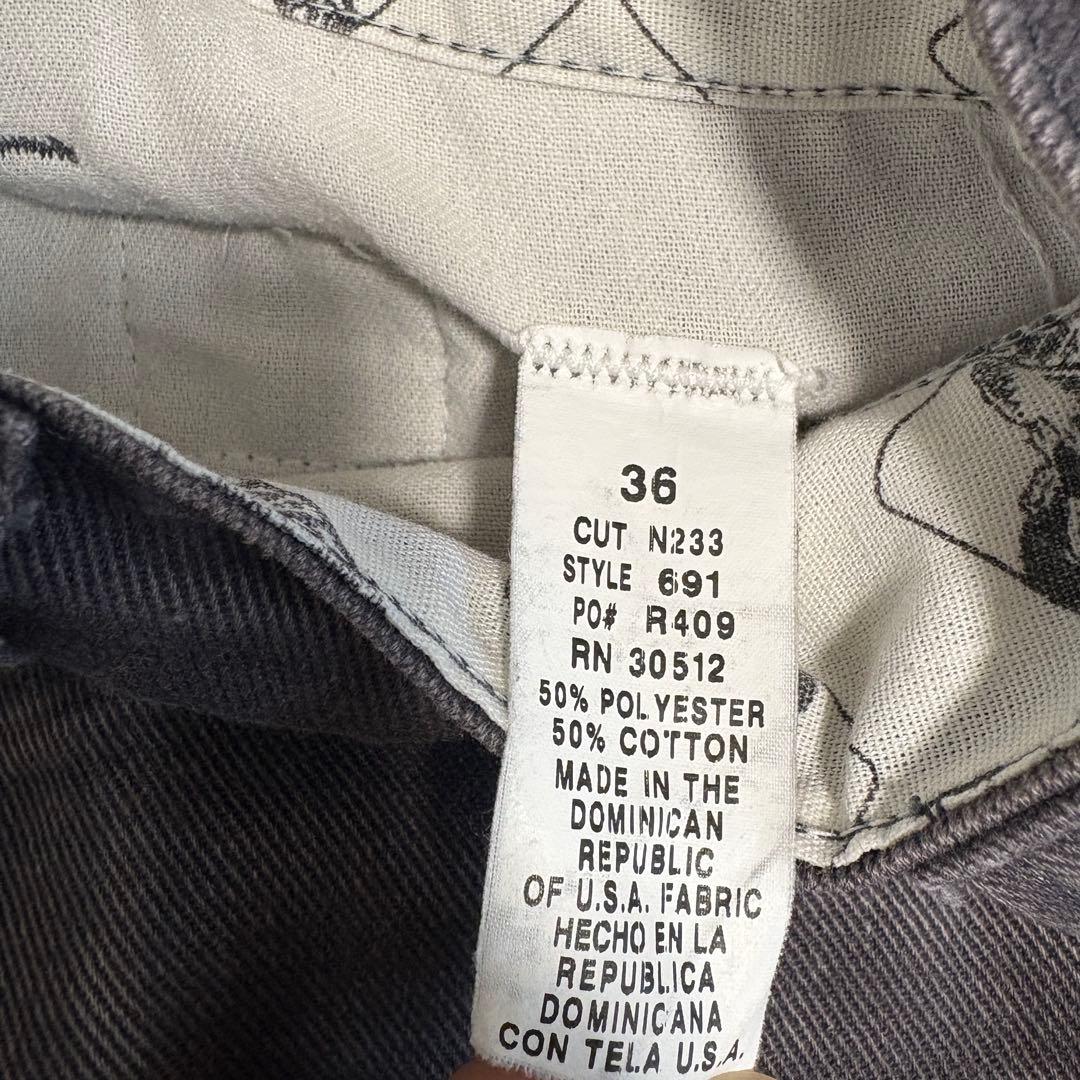 36
CUT N233
STYLE 691
PO# R409
RN 30512
50% POLYESTER
50% COTTON
MADE IN THE
DOMINICAN
REPUBLIC
OF U.S.A. FABRIC
HECHO EN LA
REPUBLICA
DOMINICANA
CON TELA U.S.A.